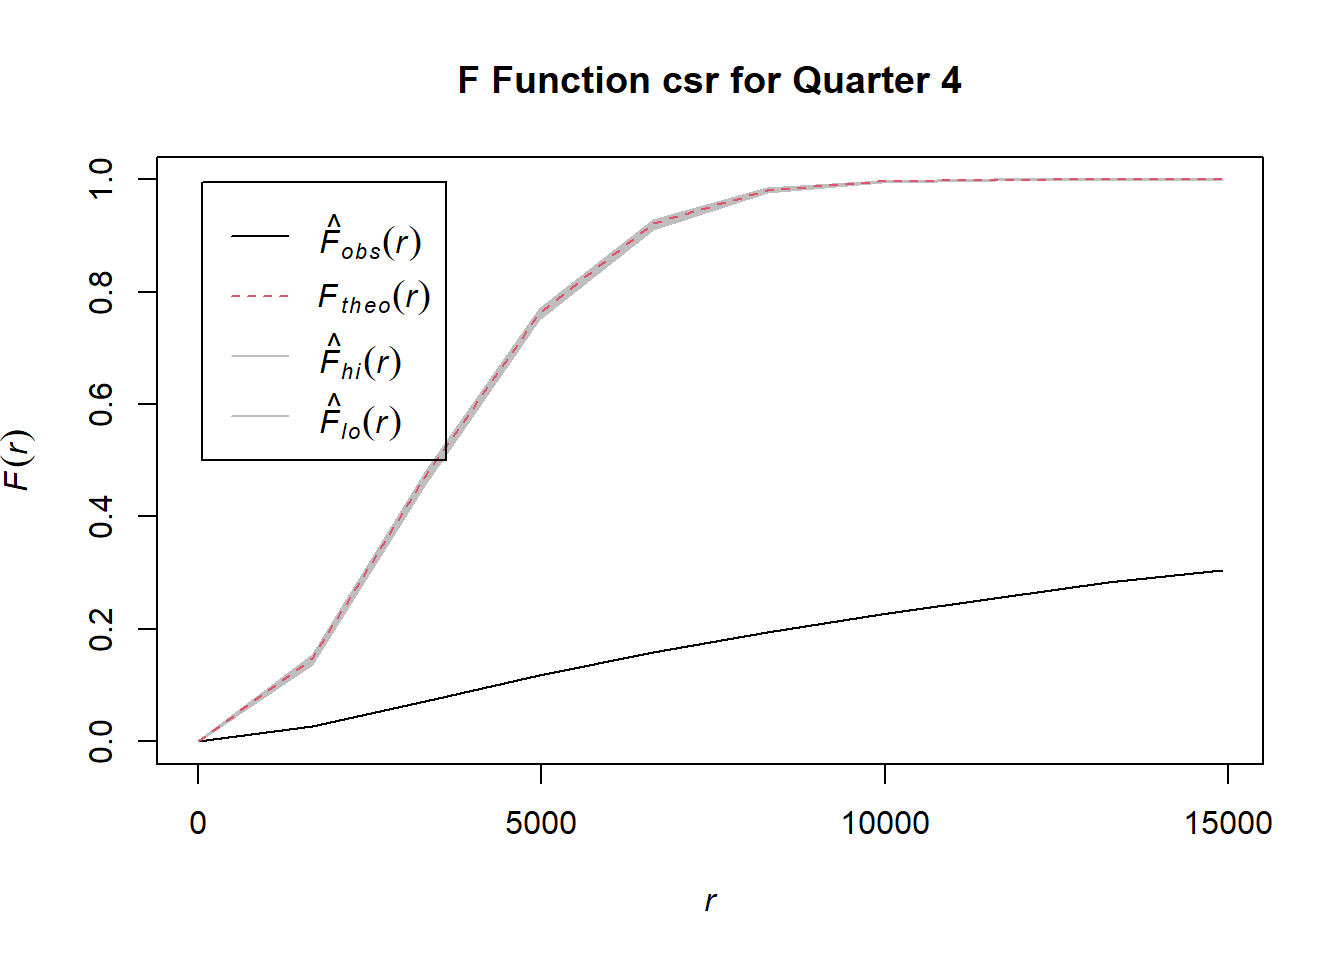 F Function csr for Quarter 4
F̂obs(r)
Ftheo(r)
F̂hi(r)
F̂lo(r)
F(r)
1.0
0.8
0.6
0.4
0.2
0.0
0 5000 10000 15000
r